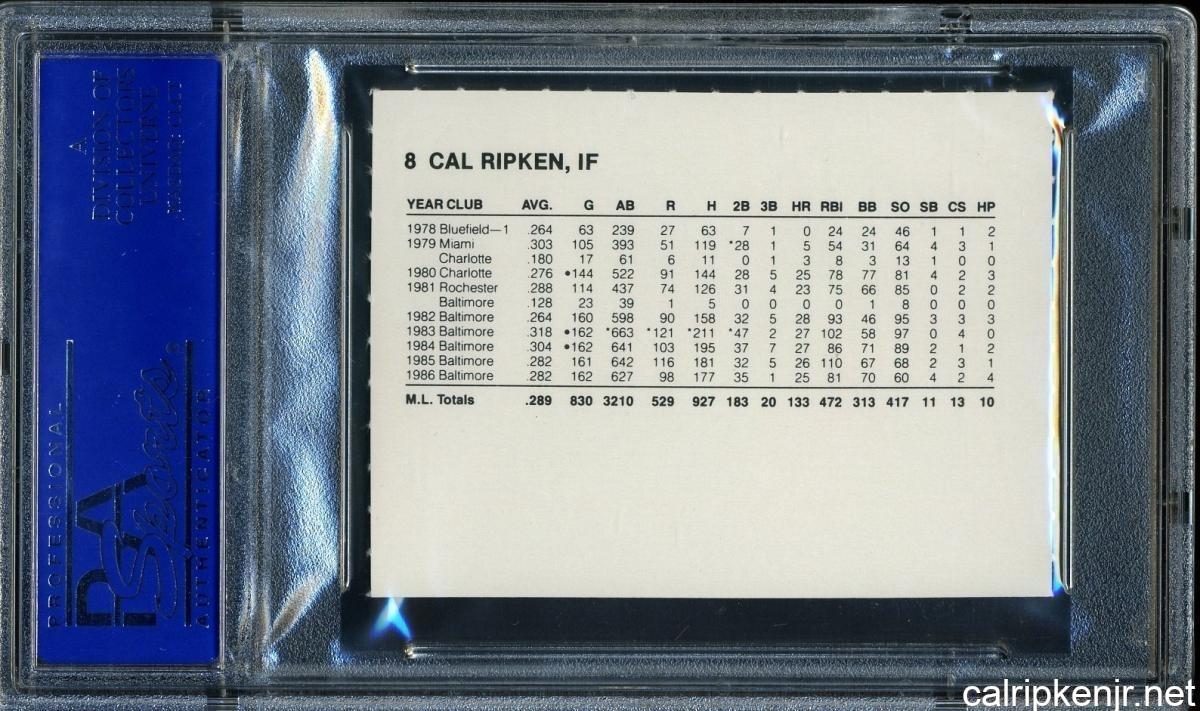 A
DIVISION OF
COLLECTORS
UNIVERSE
NASDAQ: CLCT
PROFESSIONAL
PSA
Sports®
AUTHENTICATOR
8 CAL RIPKEN, IF
YEAR CLUB AVG. G AB R H 2B 3B HR RBI BB SO SB CS HP
1978 Bluefield—1 .264 63 239 27 63 7 1 0 24 24 46 1 1 2
1979 Miami .303 105 393 51 119 *28 1 5 54 31 64 4 3 1
Charlotte .180 17 61 6 11 0 1 3 8 3 13 1 0 0
1980 Charlotte .276 •144 522 91 144 28 5 25 78 77 81 4 2 3
1981 Rochester .288 114 437 74 126 31 4 23 75 66 85 0 2 2
Baltimore .128 23 39 1 5 0 0 0 0 1 8 0 0 0
1982 Baltimore .264 160 598 90 158 32 5 28 93 46 95 3 3 3
1983 Baltimore .318 •162 *663 *121 *211 *47 2 27 102 58 97 0 4 0
1984 Baltimore .304 •162 641 103 195 37 7 27 86 71 89 2 1 2
1985 Baltimore .282 161 642 116 181 32 5 26 110 67 68 2 3 1
1986 Baltimore .282 162 627 98 177 35 1 25 81 70 60 4 2 4
M.L. Totals .289 830 3210 529 927 183 20 133 472 313 417 11 13 10
calripkenjr.net